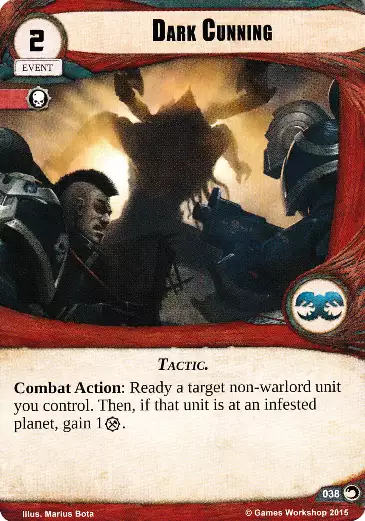 2
DARK CUNNING
EVENT
TACTIC.
Combat Action: Ready a target non-warlord unit
you control. Then, if that unit is at an infested
planet, gain 1.
038
Illus. Marius Bota
© Games Workshop 2015